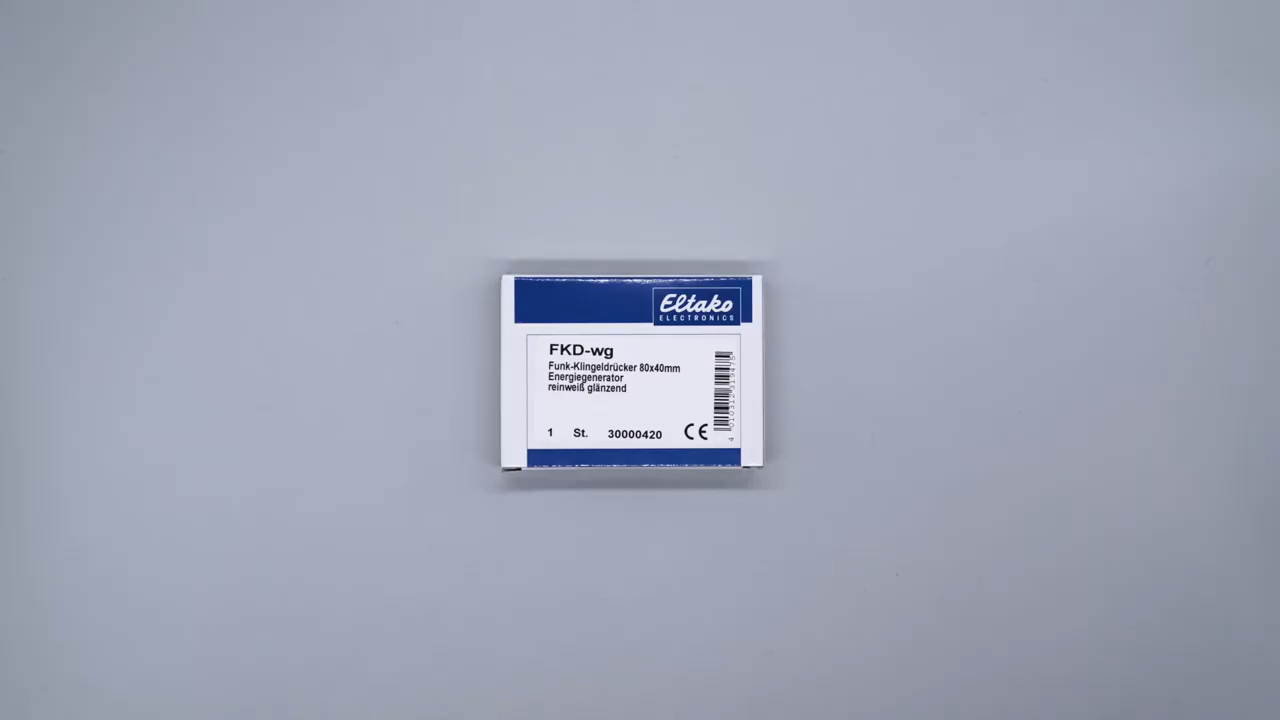 Eltako
ELECTRONICS
FKD-wg
Funk-Klingeldrücker 80x40mm
Energiegenerator
reinweiß glänzend
1 St. 30000420 CE